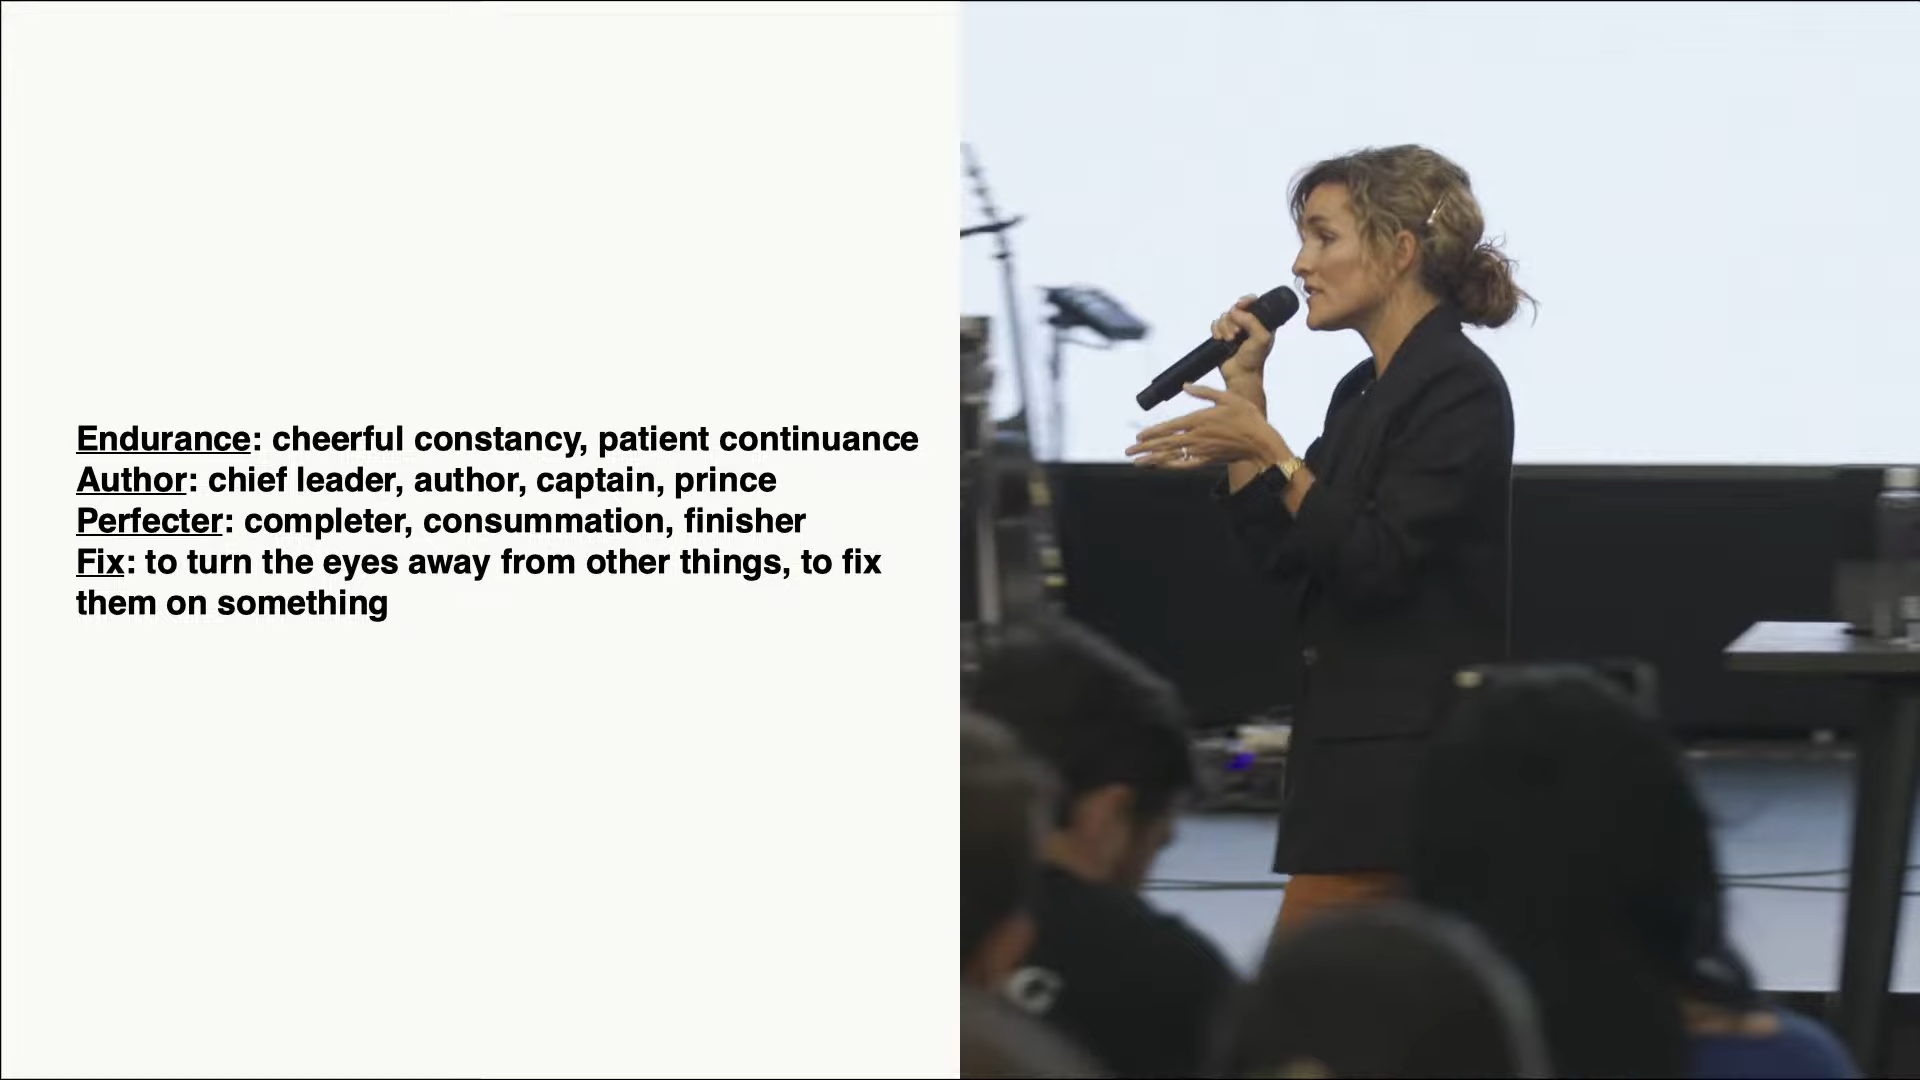 Endurance: cheerful constancy, patient continuance
Author: chief leader, author, captain, prince
Perfecter: completer, consummation, finisher
Fix: to turn the eyes away from other things, to fix
them on something
G